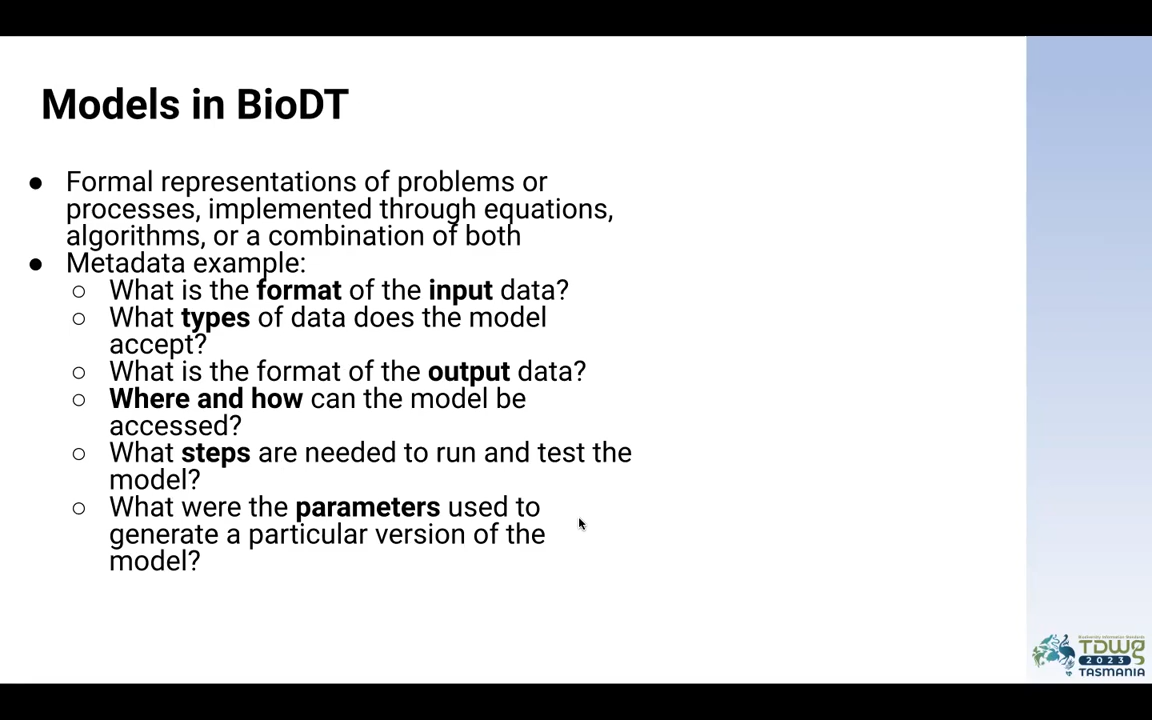 Models in BioDT
● Formal representations of problems or
processes, implemented through equations,
algorithms, or a combination of both
● Metadata example:
○ What is the format of the input data?
○ What types of data does the model
accept?
○ What is the format of the output data?
○ Where and how can the model be
accessed?
○ What steps are needed to run and test the
model?
○ What were the parameters used to
generate a particular version of the
model?
Biodiversity Information Standards
TDWG
2023
TASMANIA